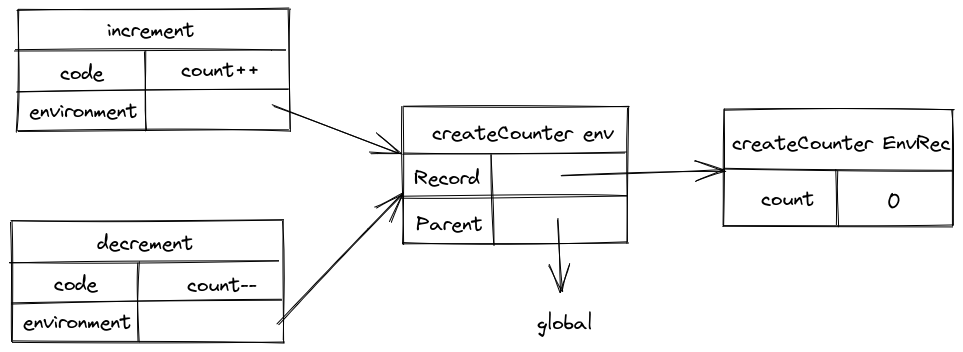 increment
code count++
environment
createCounter env
Record
Parent
createCounter EnvRec
count 0
decrement
code count--
environment
global